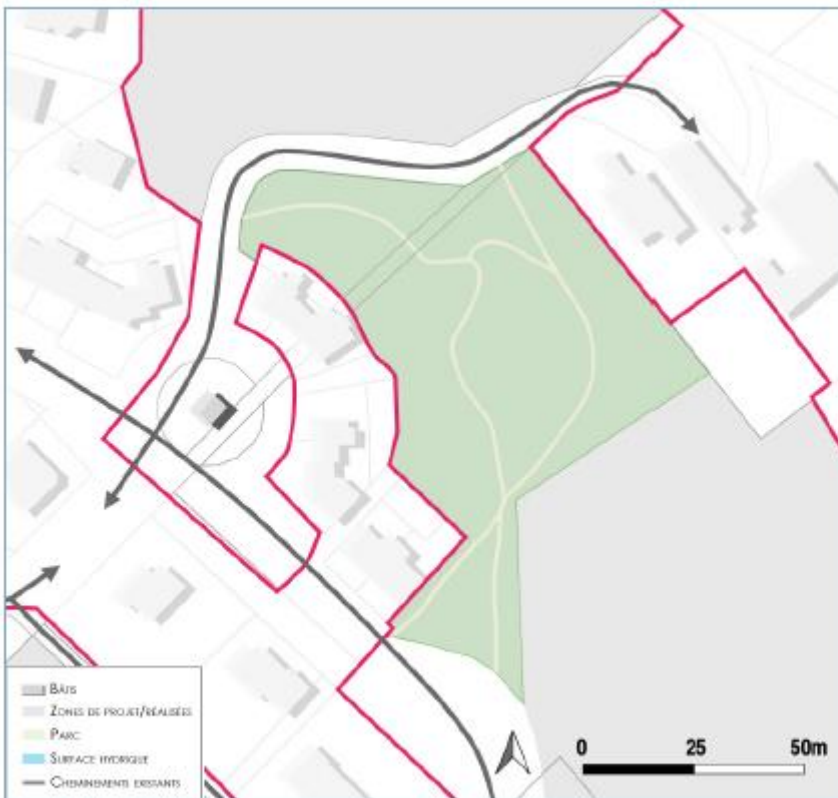 BÂTIS
ZONES DE PROJET/RÉALISÉES
PARC
SURFACE HYDRIQUE
CHEMINEMENTS EXISTANTS
0 25 50m